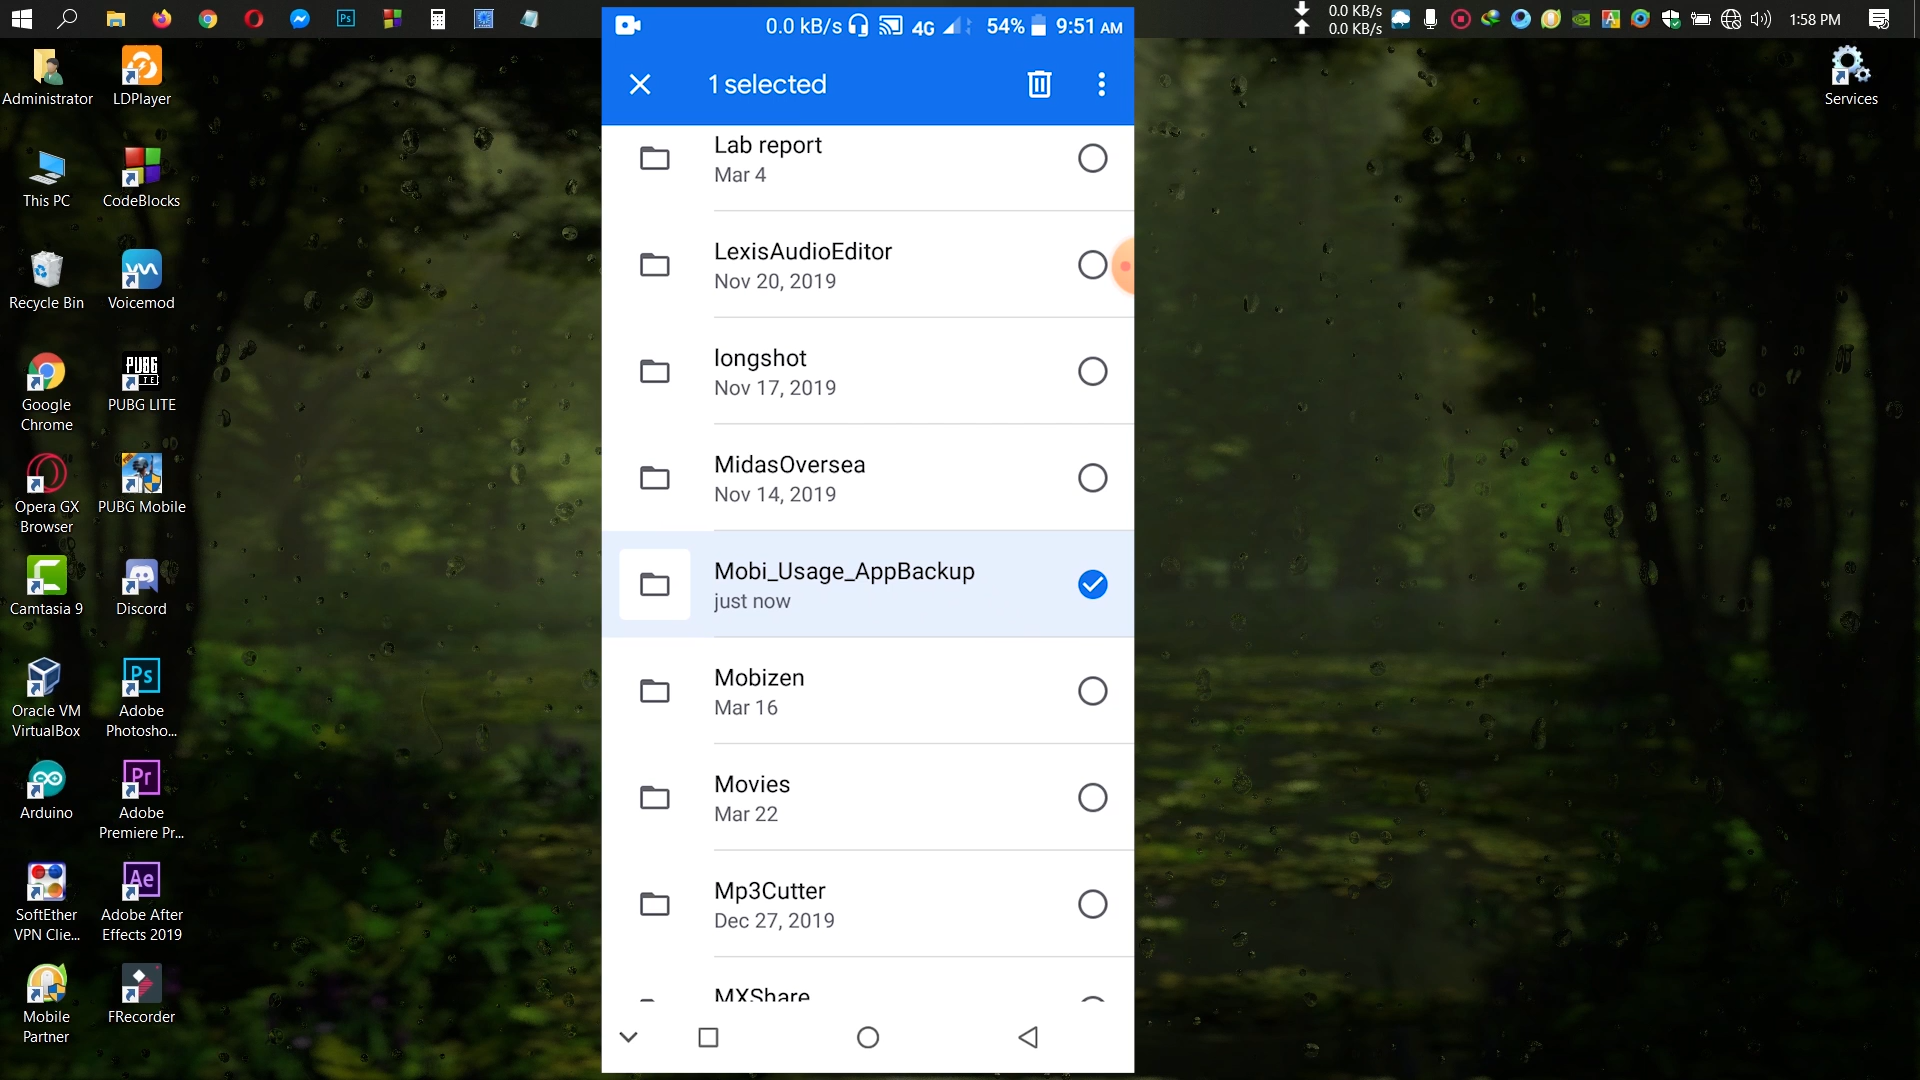 0.0 KB/s
0.0 KB/s
1:58 PM
Administrator
LDPlayer
This PC
CodeBlocks
Recycle Bin
Voicemod
Google
Chrome
PUBG LITE
Opera GX
Browser
PUBG Mobile
Camtasia 9
Discord
Oracle VM
VirtualBox
Adobe
Photosho...
Arduino
Adobe
Premiere Pr...
SoftEther
VPN Clie...
Adobe After
Effects 2019
Mobile
Partner
FRecorder
Services
0.0 kB/s 4G 54% 9:51 AM
1 selected
Lab report
Mar 4
LexisAudioEditor
Nov 20, 2019
longshot
Nov 17, 2019
MidasOversea
Nov 14, 2019
Mobi_Usage_AppBackup
just now
Mobizen
Mar 16
Movies
Mar 22
Mp3Cutter
Dec 27, 2019
MXShare